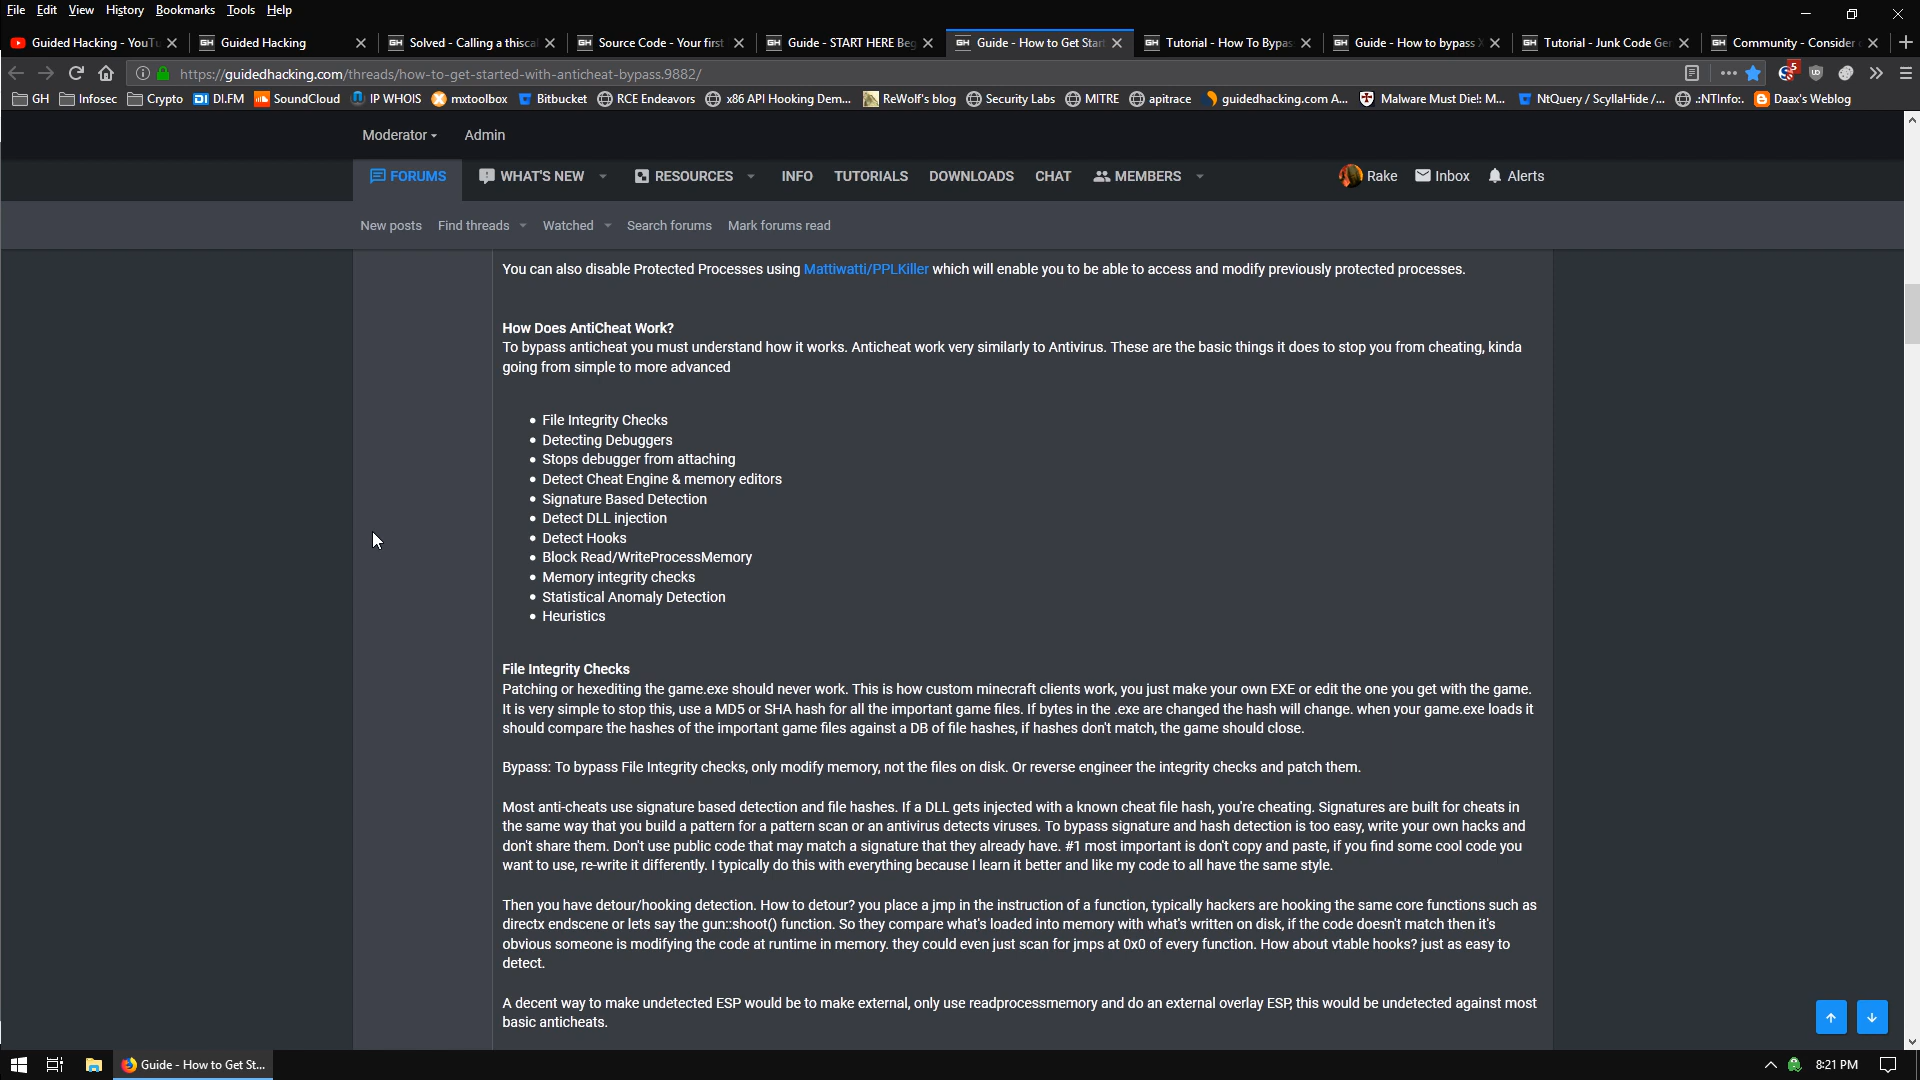 File Edit View History Bookmarks Tools Help
Guided Hacking - YouTu
Guided Hacking
Solved - Calling a thiscal
Source Code - Your first
Guide - START HERE Beg
Guide - How to Get Start
Tutorial - How To Bypas
Guide - How to bypass
Tutorial - Junk Code Ger
Community - Consider
https://guidedhacking.com/threads/how-to-get-started-with-anticheat-bypass.9882/
5
GH Infosec Crypto DI.FM SoundCloud IP WHOIS mxtoolbox Bitbucket RCE Endeavors x86 API Hooking Dem... ReWolf's blog Security Labs MITRE apitrace guidedhacking.com A... Malware Must Die!: M... NtQuery / ScyllaHide /... .:NTInfo:. Daax's Weblog
Moderator Admin
FORUMS WHAT'S NEW RESOURCES INFO TUTORIALS DOWNLOADS CHAT MEMBERS Rake Inbox Alerts
New posts Find threads Watched Search forums Mark forums read
You can also disable Protected Processes using Mattiwatti/PPLKiller which will enable you to be able to access and modify previously protected processes.
How Does AntiCheat Work?
To bypass anticheat you must understand how it works. Anticheat work very similarly to Antivirus. These are the basic things it does to stop you from cheating, kinda
going from simple to more advanced
• File Integrity Checks
• Detecting Debuggers
• Stops debugger from attaching
• Detect Cheat Engine & memory editors
• Signature Based Detection
• Detect DLL injection
• Detect Hooks
• Block Read/WriteProcessMemory
• Memory integrity checks
• Statistical Anomaly Detection
• Heuristics
File Integrity Checks
Patching or hexediting the game.exe should never work. This is how custom minecraft clients work, you just make your own EXE or edit the one you get with the game.
It is very simple to stop this, use a MD5 or SHA hash for all the important game files. If bytes in the .exe are changed the hash will change. when your game.exe loads it
should compare the hashes of the important game files against a DB of file hashes, if hashes don't match, the game should close.
Bypass: To bypass File Integrity checks, only modify memory, not the files on disk. Or reverse engineer the integrity checks and patch them.
Most anti-cheats use signature based detection and file hashes. If a DLL gets injected with a known cheat file hash, you're cheating. Signatures are built for cheats in
the same way that you build a pattern for a pattern scan or an antivirus detects viruses. To bypass signature and hash detection is too easy, write your own hacks and
don't share them. Don't use public code that may match a signature that they already have. #1 most important is don't copy and paste, if you find some cool code you
want to use, re-write it differently. I typically do this with everything because I learn it better and like my code to all have the same style.
Then you have detour/hooking detection. How to detour? you place a jmp in the instruction of a function, typically hackers are hooking the same core functions such as
directx endscene or lets say the gun::shoot() function. So they compare what's loaded into memory with what's written on disk, if the code doesn't match then it's
obvious someone is modifying the code at runtime in memory. they could even just scan for jmps at 0x0 of every function. How about vtable hooks? just as easy to
detect.
A decent way to make undetected ESP would be to make external, only use readprocessmemory and do an external overlay ESP, this would be undetected against most
basic anticheats.
Guide - How to Get St...
8:21 PM